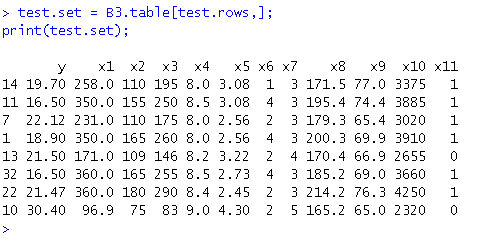 > test.set = B3.table[test.rows,];
print(test.set);
y x1 x2 x3 x4 x5 x6 x7 x8 x9 x10 x11
14 19.70 258.0 110 195 8.0 3.08 1 3 171.5 77.0 3375 1
11 16.50 350.0 155 250 8.5 3.08 4 3 195.4 74.4 3885 1
7 22.12 231.0 110 175 8.0 2.56 2 3 179.3 65.4 3020 1
1 18.90 350.0 165 260 8.0 2.56 4 3 200.3 69.9 3910 1
13 21.50 171.0 109 146 8.2 3.22 2 4 170.4 66.9 2655 0
32 16.50 360.0 165 255 8.5 2.73 4 3 185.2 69.0 3660 1
22 21.47 360.0 180 290 8.4 2.45 2 3 214.2 76.3 4250 1
10 30.40 96.9 75 83 9.0 4.30 2 5 165.2 65.0 2320 0
>